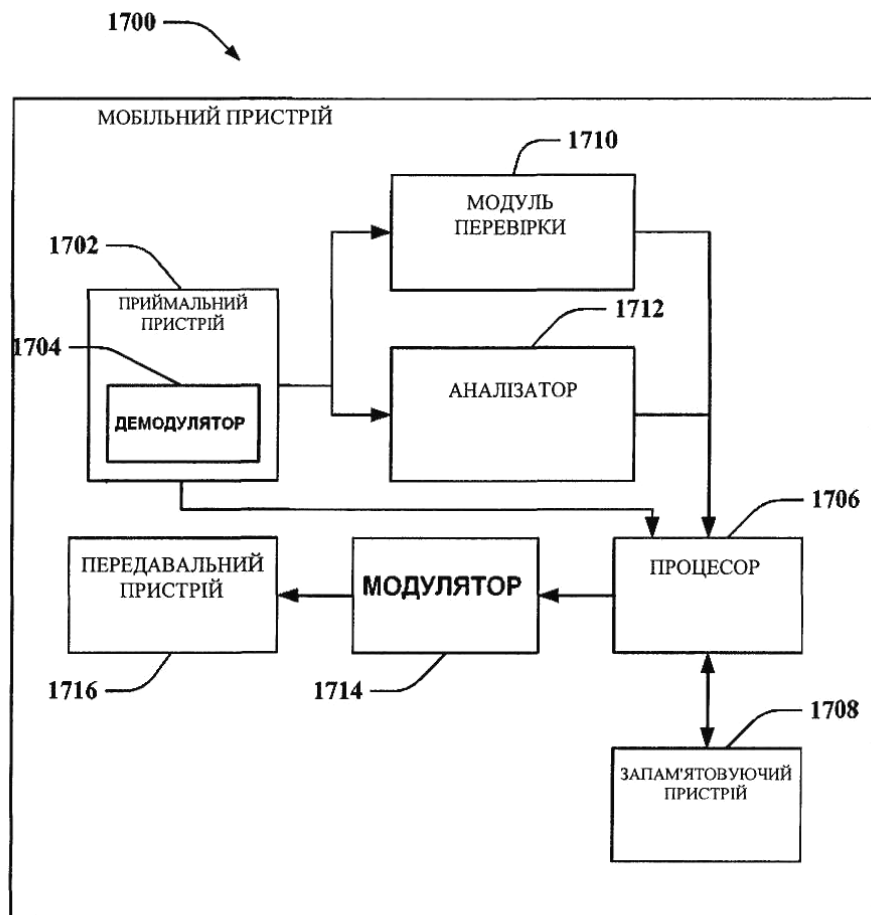 1700
МОБІЛЬНИЙ ПРИСТРІЙ
1710
МОДУЛЬ
ПЕРЕВІРКИ
1702
ПРИЙМАЛЬНИЙ
ПРИСТРІЙ
1712
1704
АНАЛІЗАТОР
ДЕМОДУЛЯТОР
1706
ПЕРЕДАВАЛЬНИЙ
ПРИСТРІЙ
МОДУЛЯТОР
ПРОЦЕСОР
1716
1714
1708
ЗАПАМ'ЯТОВУЮЧИЙ
ПРИСТРІЙ